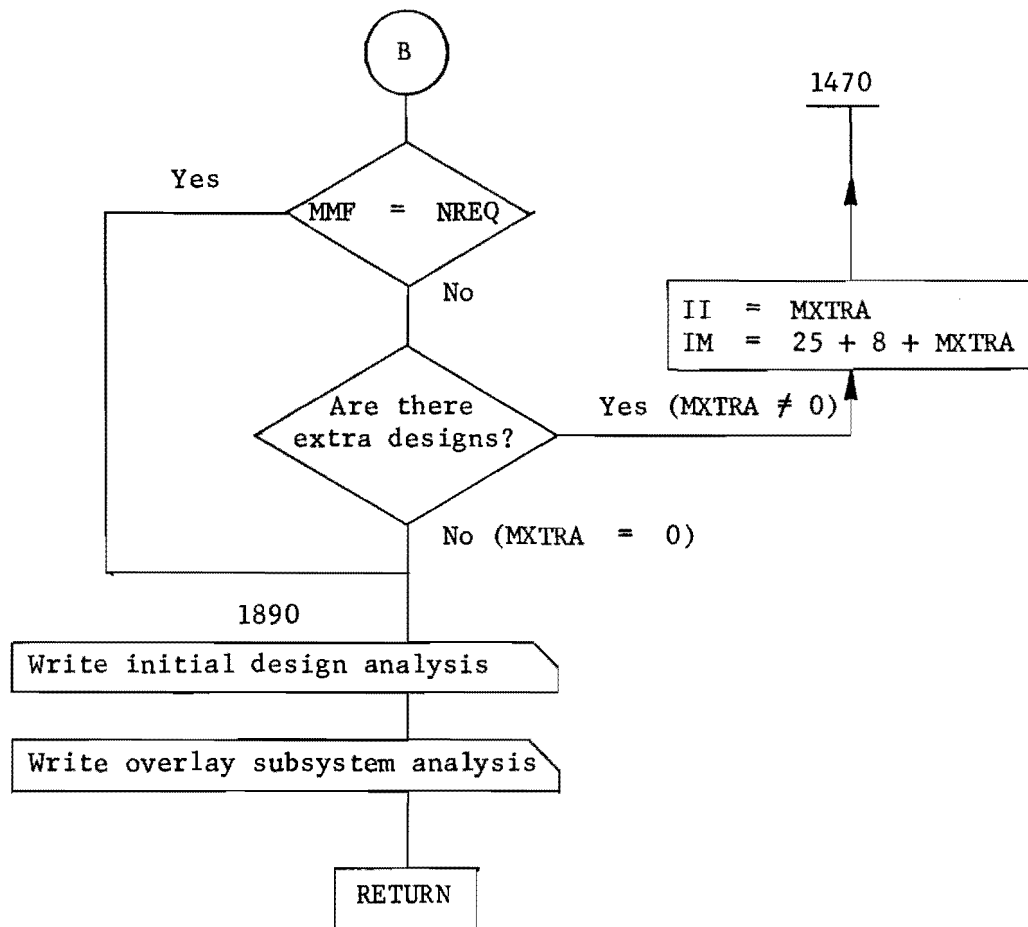 B
1470
Yes
MMF = NREQ
No
II = MXTRA
IM = 25 + 8 + MXTRA
Are there
extra designs?
Yes (MXTRA ≠ 0)
No (MXTRA = 0)
1890
Write initial design analysis
Write overlay subsystem analysis
RETURN